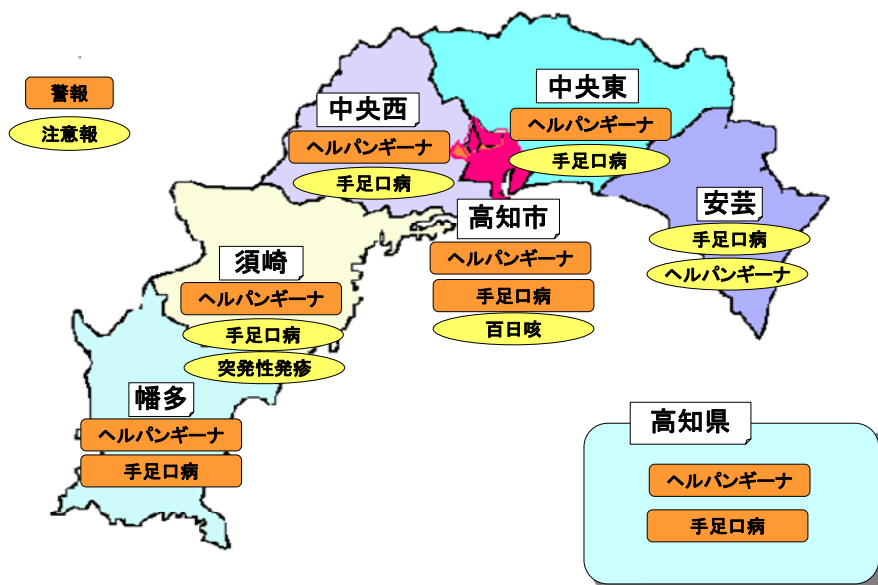 警報
注意報
中央西
ヘルパンギーナ
手足口病
中央東
ヘルパンギーナ
手足口病
安芸
手足口病
ヘルパンギーナ
高知市
ヘルパンギーナ
手足口病
百日咳
須崎
ヘルパンギーナ
手足口病
突発性発疹
幡多
ヘルパンギーナ
手足口病
高知県
ヘルパンギーナ
手足口病